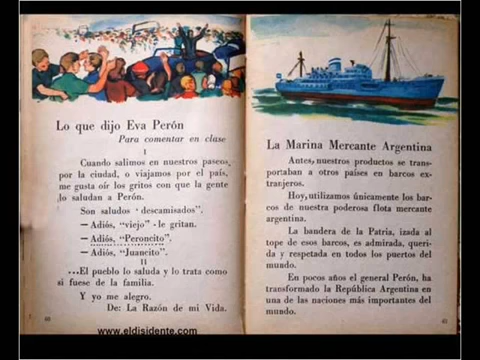 Lo que dijo Eva Perón
Para comentar en clase
I
Cuando salimos en nuestros paseos,
por la ciudad, o viajamos por el país,
me gusta oír los gritos con que la gente
lo saludan a Perón.
Son saludos "descamisados".
— Adiós, "viejo" - le gritan.
— Adiós, "Peroncito".
— Adiós, "Juancito".
II
...El pueblo lo saluda y lo trata como
si fuese de la familia.
Y yo me alegro.
De: La Razón de mi Vida.
La Marina Mercante Argentina
Antes, nuestros productos se trans-
portaban a otros países en barcos ex-
tranjeros.
Hoy, utilizamos únicamente los bar-
cos de nuestra poderosa flota mercante
argentina.
La bandera de la Patria, izada al
tope de esos barcos, es admirada, queri-
da y respetada en todos los puertos del
mundo.
En pocos años el general Perón, ha
transformado la República Argentina en
una de las naciones más importantes del
mundo.
www.eldisidente.com